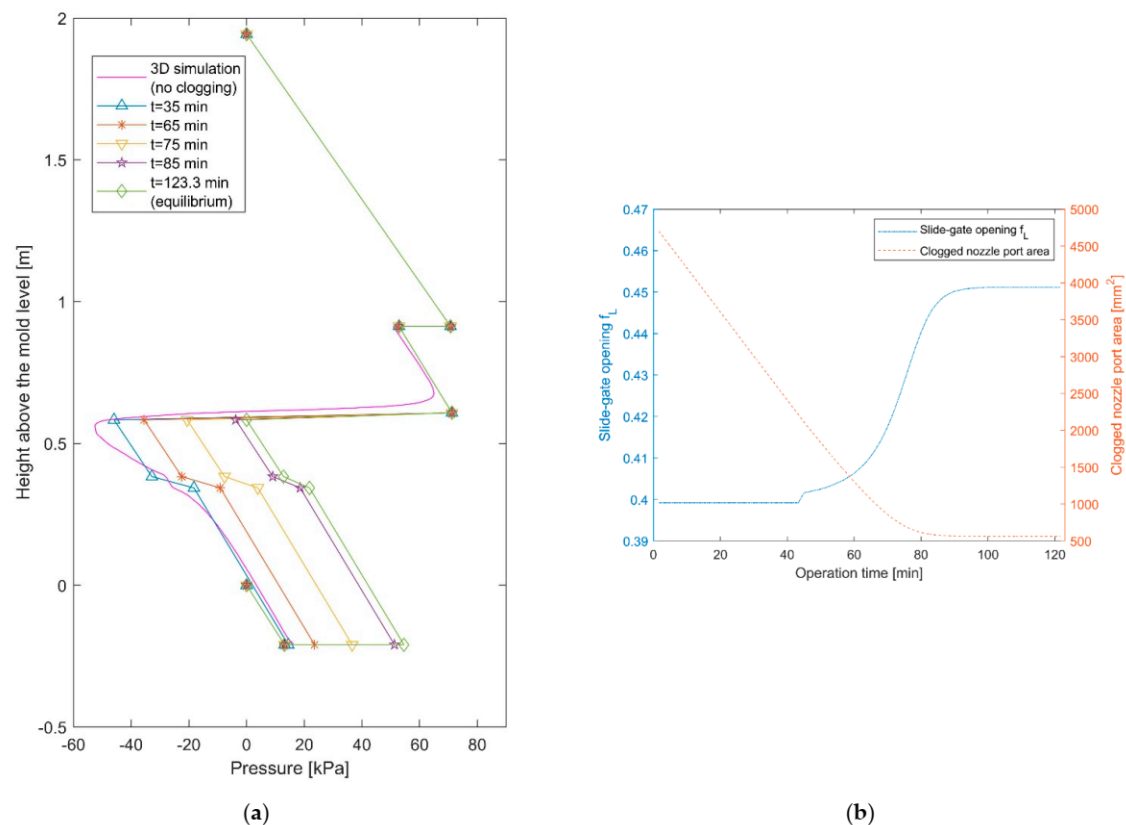 2
1.5
1
0.5
0
-0.5
Height above the mold level [m]
3D simulation
(no clogging)
t=35 min
t=65 min
t=75 min
t=85 min
t=123.3 min
(equilibrium)
-60 -40 -20 0 20 40 60 80
Pressure [kPa]
(a)
0.47
0.46
0.45
0.44
0.43
0.42
0.41
0.4
0.39
Slide-gate opening f_L
Slide-gate opening f_L
Clogged nozzle port area
5000
4500
4000
3500
3000
2500
2000
1500
1000
500
Clogged nozzle port area [mm²]
0 20 40 60 80 100 120
Operation time [min]
(b)